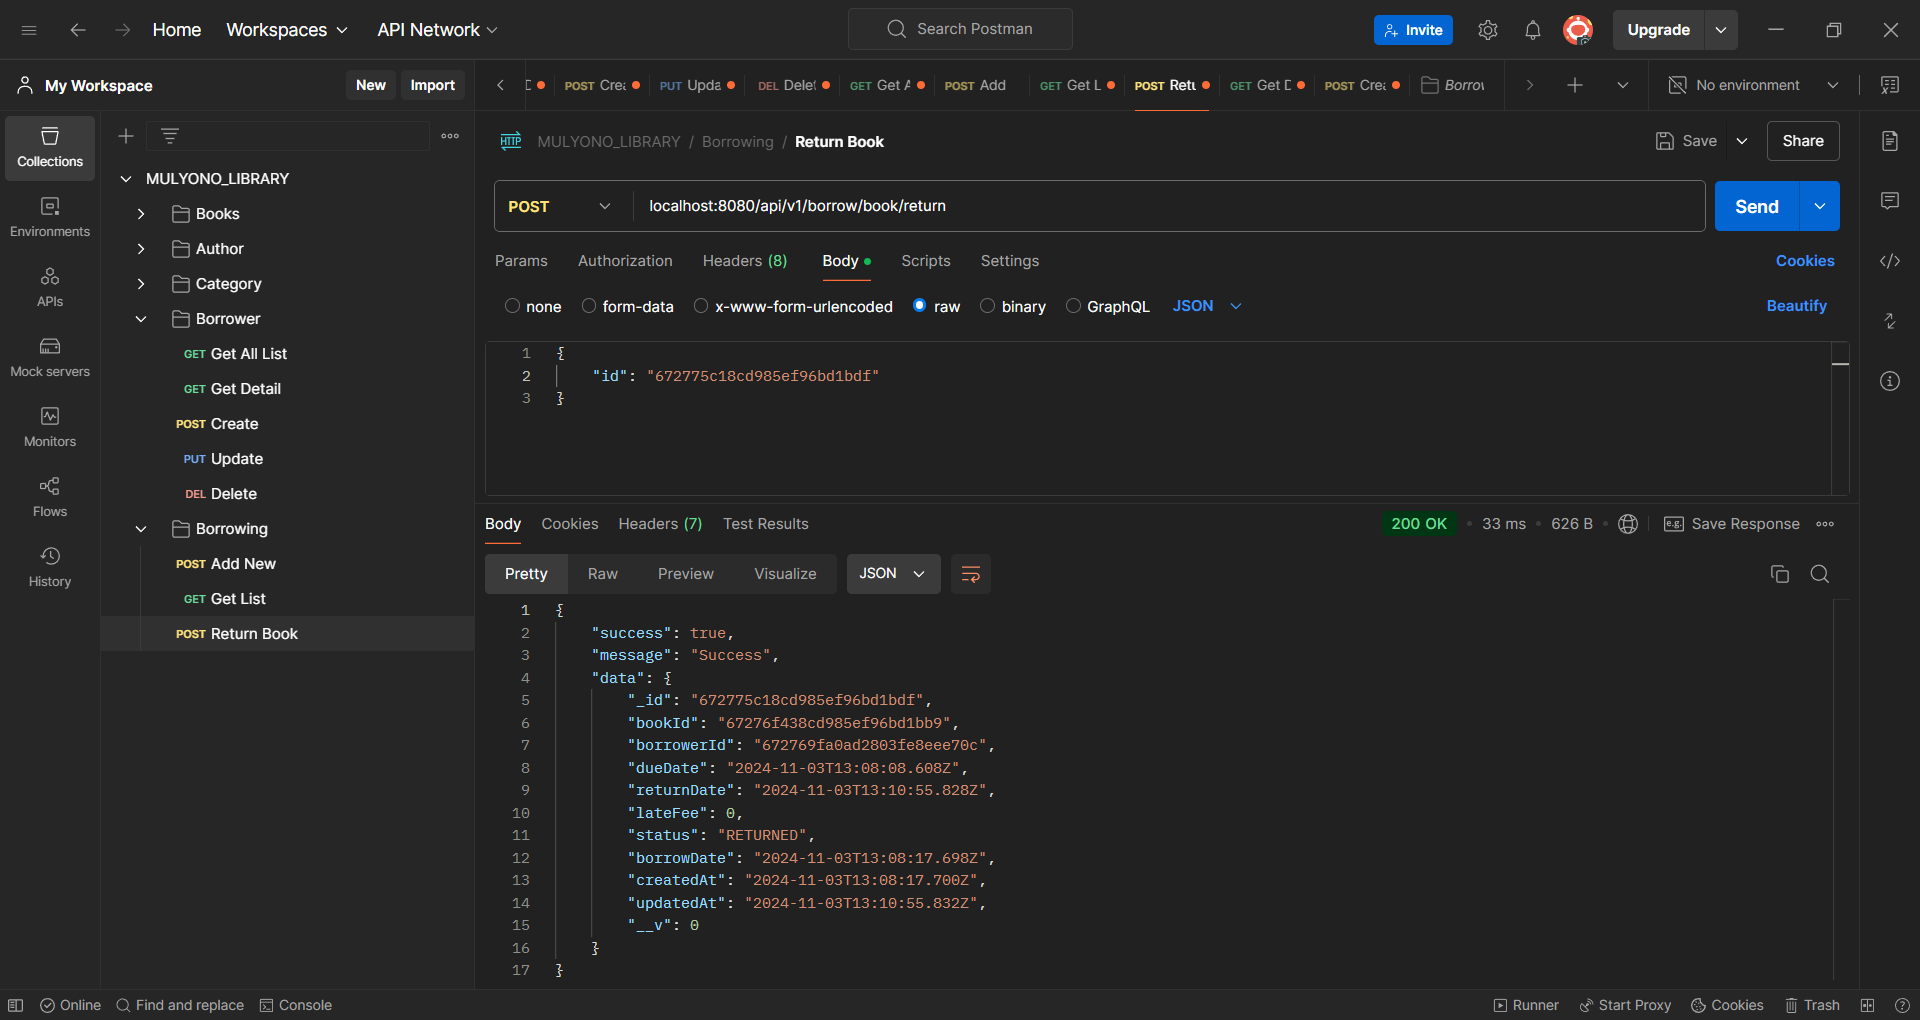 Home Workspaces API Network Search Postman Invite Upgrade
My Workspace New Import
POST Crea PUT Upda DEL Delet GET Get A POST Add GET Get L POST Retu GET Get D POST Crea Borrow No environment
Collections
Environments
APIs
Mock servers
Monitors
Flows
History
MULYONO_LIBRARY
Books
Author
Category
Borrower
GET Get All List
GET Get Detail
POST Create
PUT Update
DEL Delete
Borrowing
POST Add New
GET Get List
POST Return Book
HTTP MULYONO_LIBRARY / Borrowing / Return Book Save Share
POST localhost:8080/api/v1/borrow/book/return Send
Params Authorization Headers (8) Body Scripts Settings Cookies
none form-data x-www-form-urlencoded raw binary GraphQL JSON Beautify
1 {
2 "id": "672775c18cd985ef96bd1bdf"
3 }
Body Cookies Headers (7) Test Results 200 OK 33 ms 626 B e.g. Save Response
Pretty Raw Preview Visualize JSON
1 {
2 "success": true,
3 "message": "Success",
4 "data": {
5 "_id": "672775c18cd985ef96bd1bdf",
6 "bookId": "67276f438cd985ef96bd1bb9",
7 "borrowerId": "672769fa0ad2803fe8eee70c",
8 "dueDate": "2024-11-03T13:08:08.608Z",
9 "returnDate": "2024-11-03T13:10:55.828Z",
10 "lateFee": 0,
11 "status": "RETURNED",
12 "borrowDate": "2024-11-03T13:08:17.698Z",
13 "createdAt": "2024-11-03T13:08:17.700Z",
14 "updatedAt": "2024-11-03T13:10:55.832Z",
15 "__v": 0
16 }
17 }
Online Find and replace Console Runner Start Proxy Cookies Trash